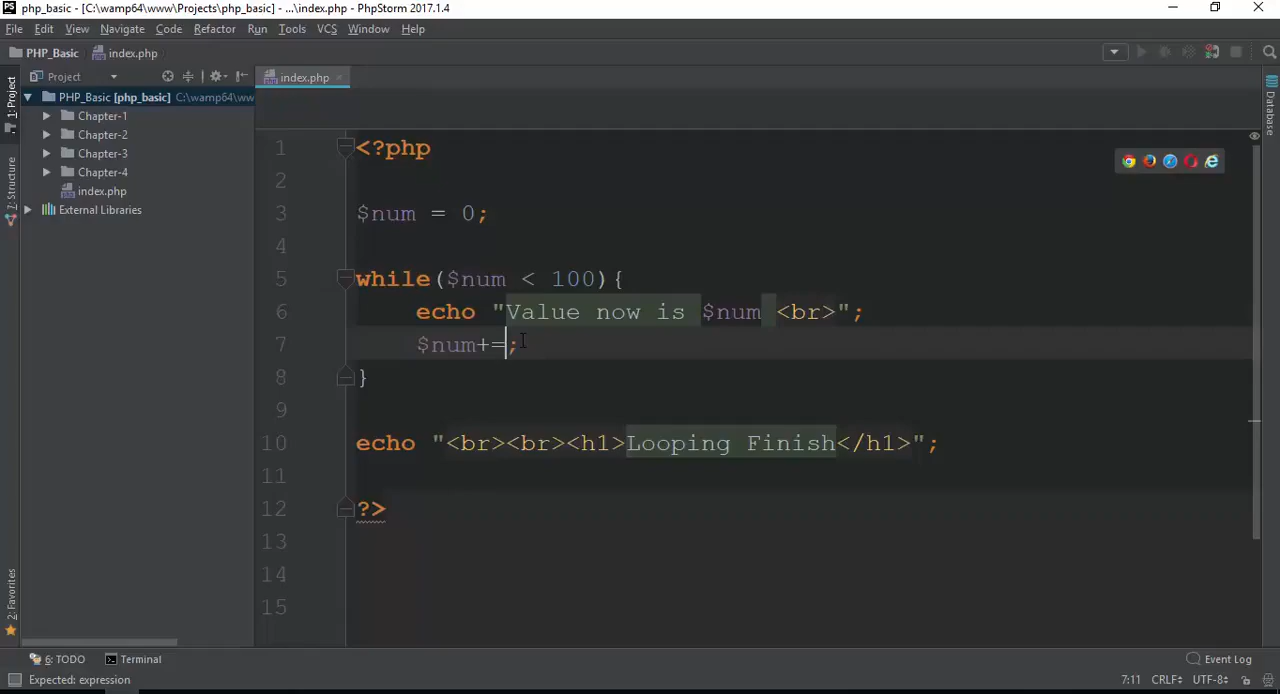 php_basic - [C:\wamp64\www\Projects\php_basic] - ...\index.php - PhpStorm 2017.1.4
File Edit View Navigate Code Refactor Run Tools VCS Window Help
PHP_Basic index.php
Project
index.php
1: Project
7: Structure
2: Favorites
Database
PHP_Basic [php_basic] C:\wamp64\ww
Chapter-1
Chapter-2
Chapter-3
Chapter-4
index.php
External Libraries
1 <?php
2
3 $num = 0;
4
5 while($num < 100){
6 echo "Value now is $num <br>";
7 $num+=;
8 }
9
10 echo "<br><br><h1>Looping Finish</h1>";
11
12 ?>
13
14
15
6: TODO Terminal Event Log
Expected: expression 7:11 CRLF UTF-8